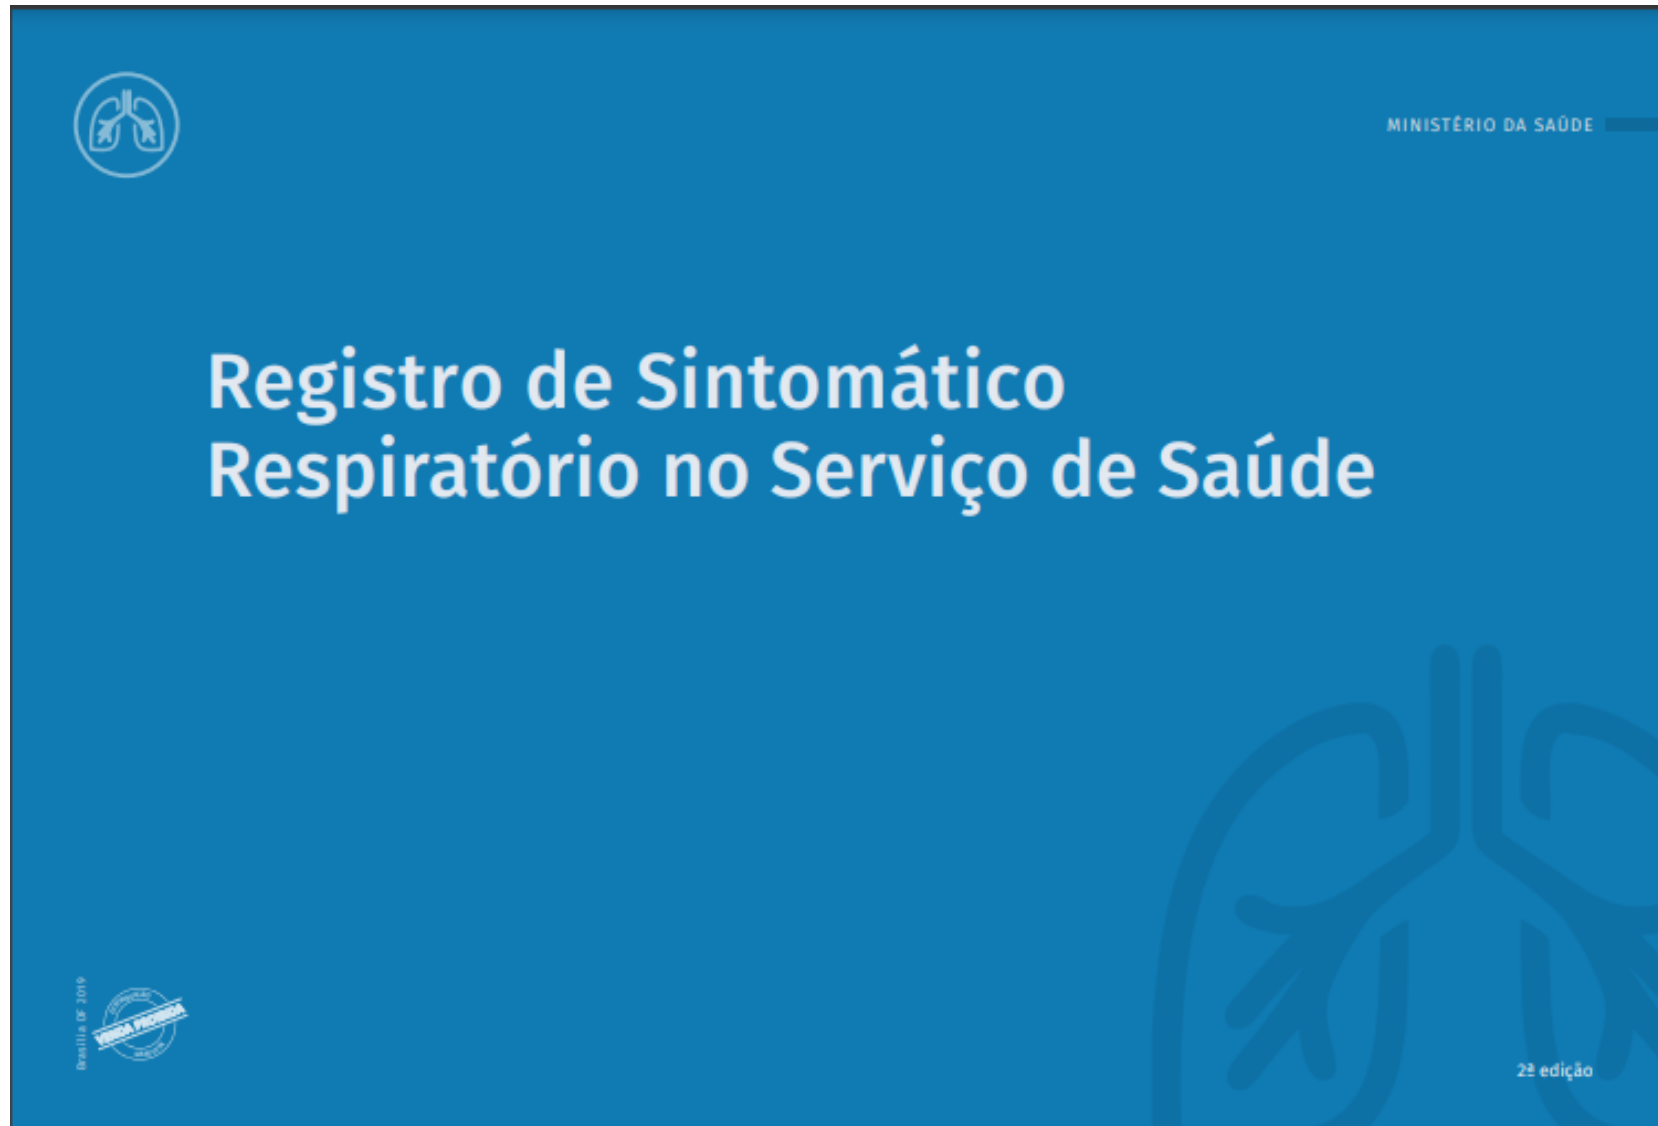 MINISTÉRIO DA SAÚDE
Registro de Sintomático
Respiratório no Serviço de Saúde
Brasília DF 2019
VENDA PROIBIDA
2ª edição